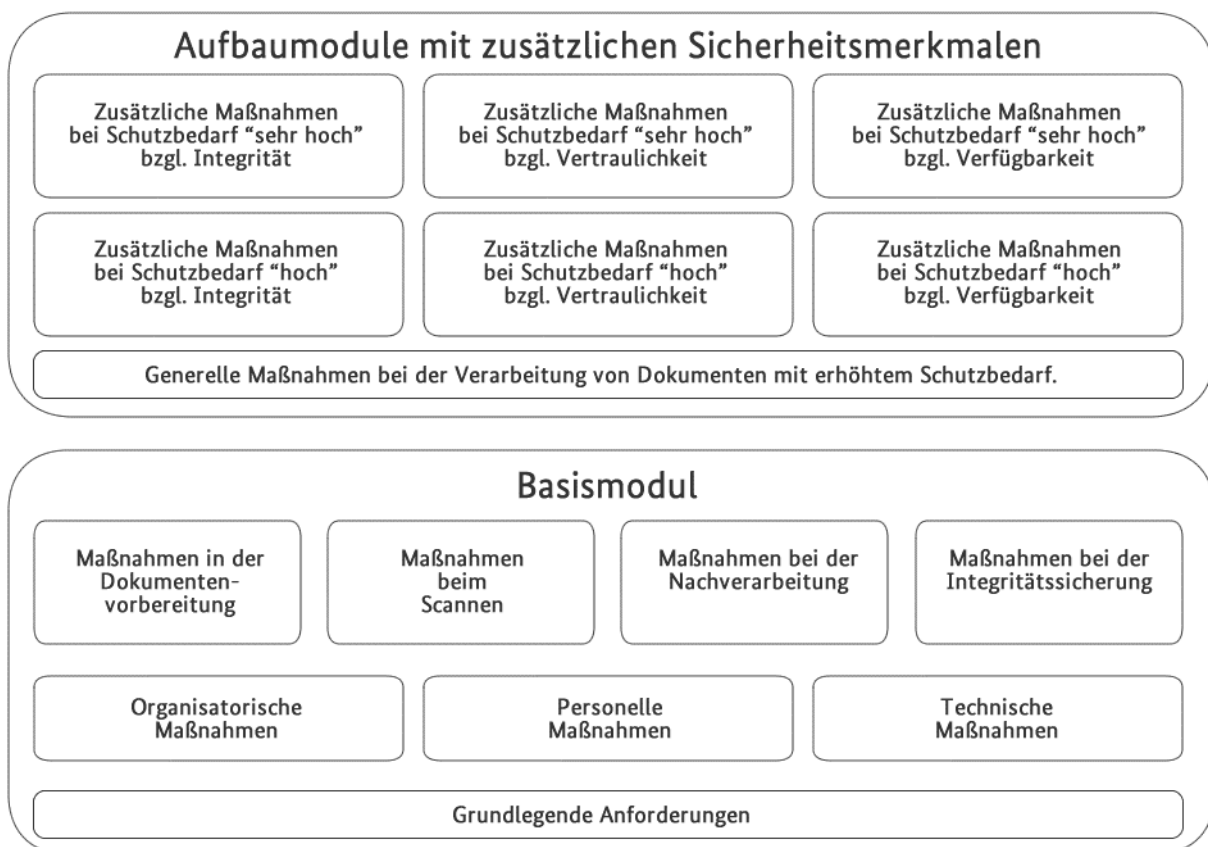 Aufbaumodule mit zusätzlichen Sicherheitsmerkmalen
Zusätzliche Maßnahmen
bei Schutzbedarf “sehr hoch”
bzgl. Integrität
Zusätzliche Maßnahmen
bei Schutzbedarf “sehr hoch”
bzgl. Vertraulichkeit
Zusätzliche Maßnahmen
bei Schutzbedarf “sehr hoch”
bzgl. Verfügbarkeit
Zusätzliche Maßnahmen
bei Schutzbedarf “hoch”
bzgl. Integrität
Zusätzliche Maßnahmen
bei Schutzbedarf “hoch”
bzgl. Vertraulichkeit
Zusätzliche Maßnahmen
bei Schutzbedarf “hoch”
bzgl. Verfügbarkeit
Generelle Maßnahmen bei der Verarbeitung von Dokumenten mit erhöhtem Schutzbedarf.
Basismodul
Maßnahmen in der
Dokumenten-
vorbereitung
Maßnahmen
beim
Scannen
Maßnahmen bei der
Nachverarbeitung
Maßnahmen bei der
Integritätssicherung
Organisatorische
Maßnahmen
Personelle
Maßnahmen
Technische
Maßnahmen
Grundlegende Anforderungen